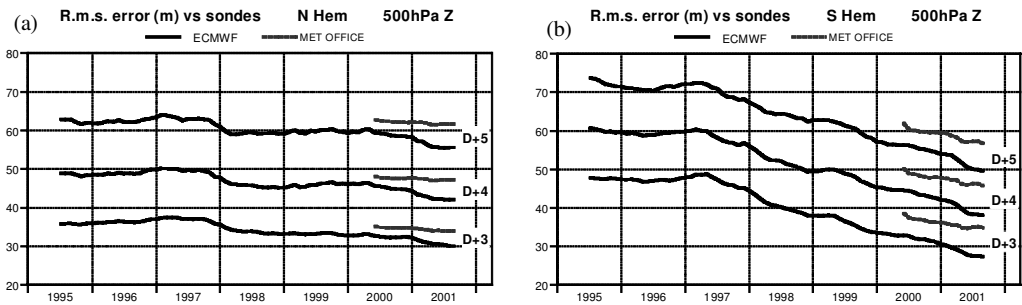 (a)
R.m.s. error (m) vs sondes N Hem 500hPa Z
ECMWF MET OFFICE
80
70
60
50
40
30
20
D+5
D+4
D+3
1995 1996 1997 1998 1999 2000 2001
(b)
R.m.s. error (m) vs sondes S Hem 500hPa Z
ECMWF MET OFFICE
80
70
60
50
40
30
20
D+5
D+4
D+3
1995 1996 1997 1998 1999 2000 2001